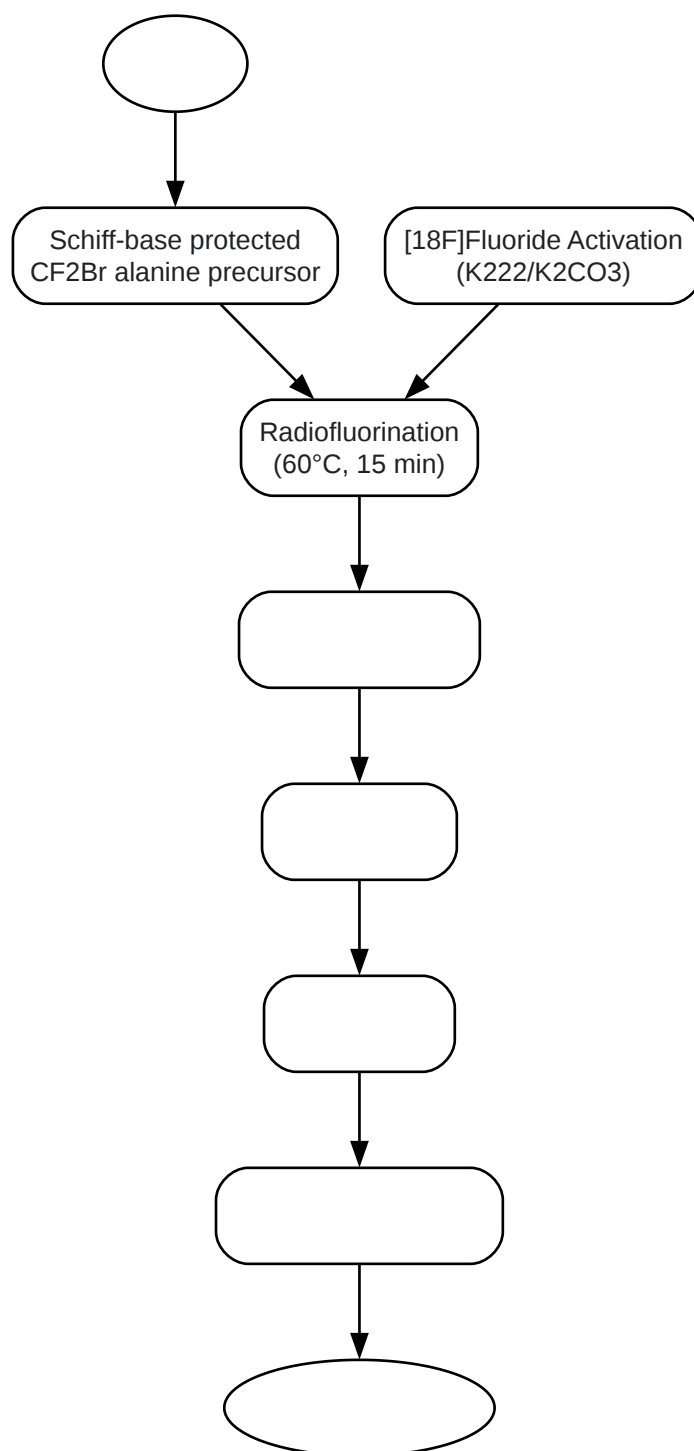 Schiff-base protected
CF2Br alanine precursor
[18F]Fluoride Activation
(K222/K2CO3)
Radiofluorination
(60°C, 15 min)